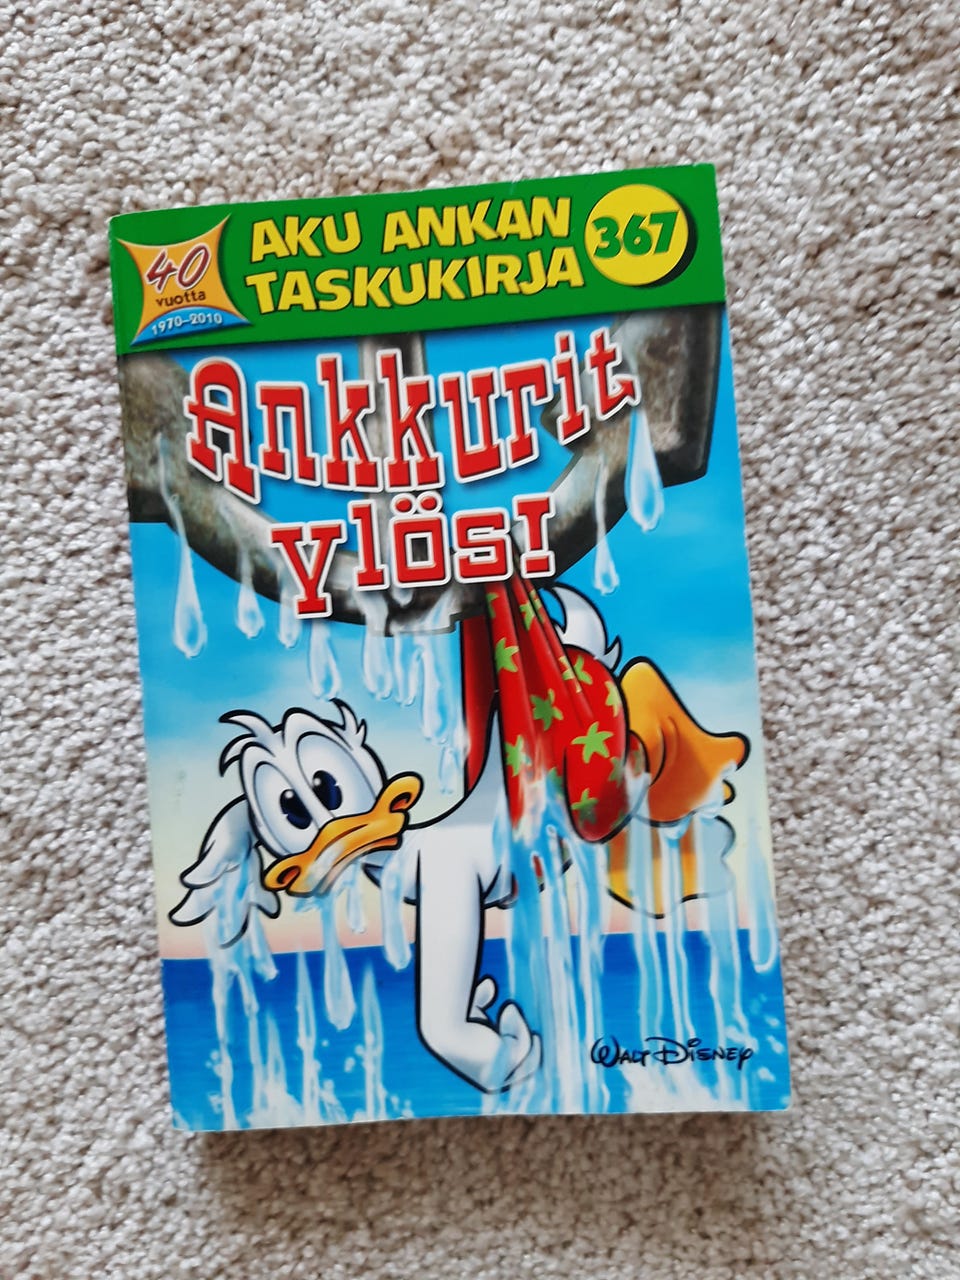 40
vuotta
1970-2010
AKU ANKAN
TASKUKIRJA
367
Ankkurit
ylös!
WALT DISNEY